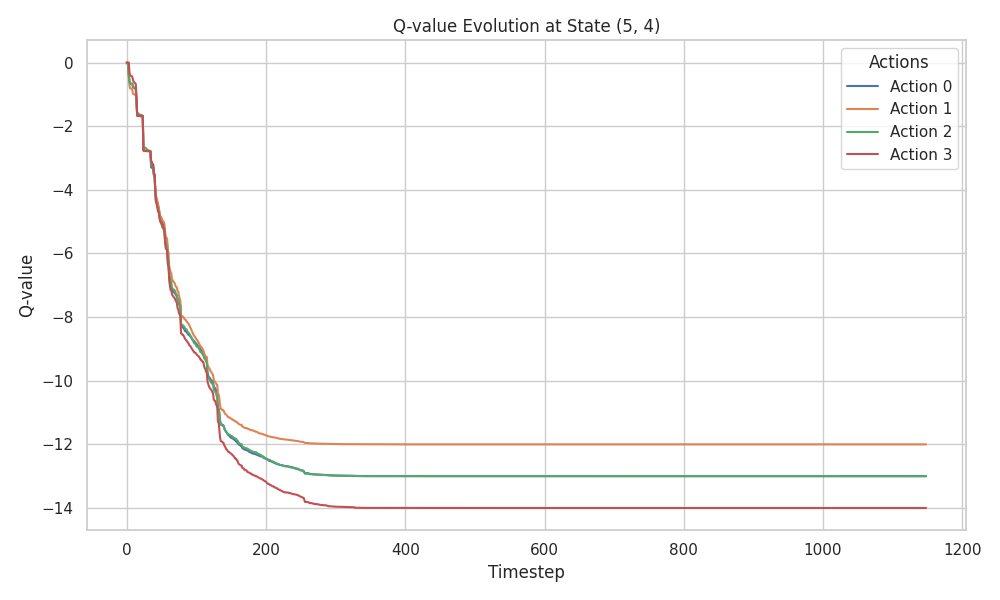 Q-value Evolution at State (5, 4)
Actions
Action 0
Action 1
Action 2
Action 3
Q-value
0
−2
−4
−6
−8
−10
−12
−14
0 200 400 600 800 1000 1200
Timestep